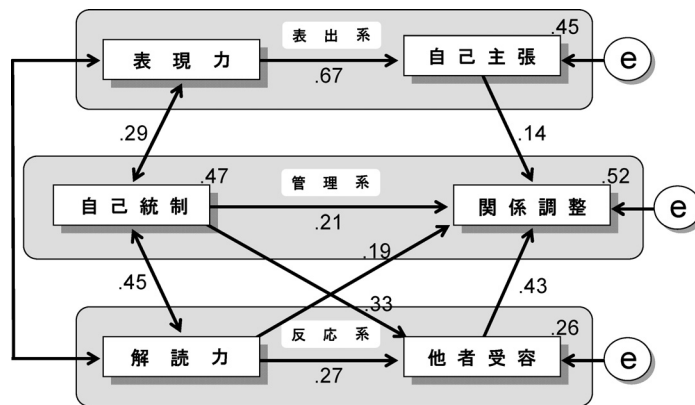 表出系
.45
表現力
.67
自己主張
e
.29
.14
.47
管理系
.52
自己統制
.21
関係調整
e
.19
.45
.33
.43
反応系
.26
解読力
.27
他者受容
e